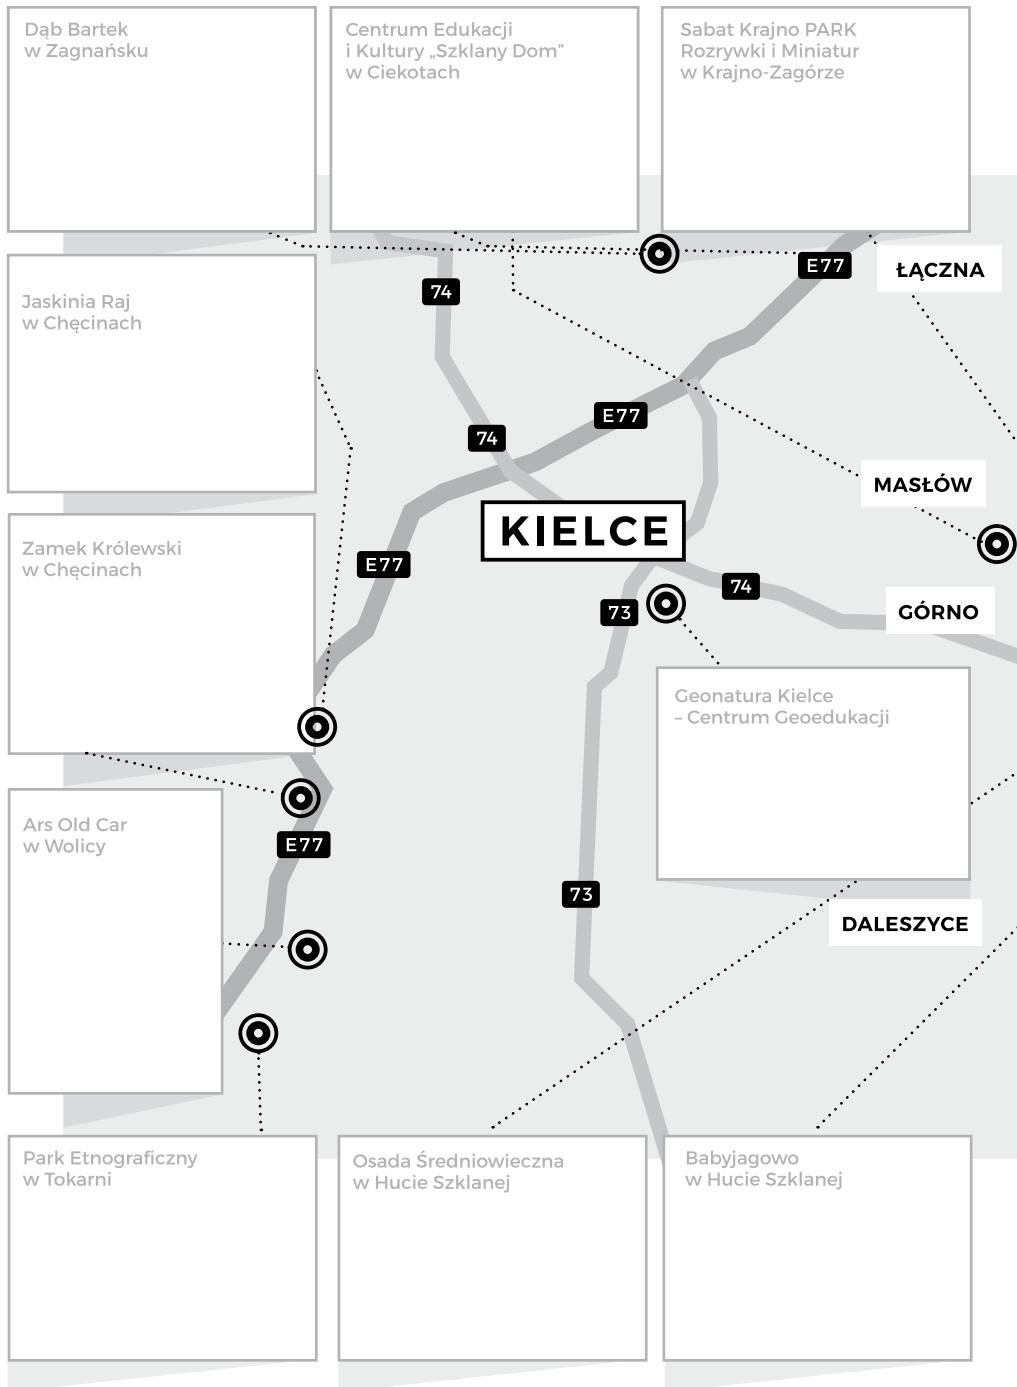 Dąb Bartek
w Zagnańsku
Centrum Edukacji
i Kultury „Szklany Dom”
w Ciekotach
Sabat Krajno PARK
Rozrywki i Miniatur
w Krajno-Zagórze
E77
ŁĄCZNA
74
Jaskinia Raj
w Chęcinach
E77
74
MASŁÓW
KIELCE
Zamek Królewski
w Chęcinach
E77
74
73
GÓRNO
Geonatura Kielce
– Centrum Geoedukacji
Ars Old Car
w Wolicy
E77
73
DALESZYCE
Park Etnograficzny
w Tokarni
Osada Średniowieczna
w Hucie Szklanej
Babyjagowo
w Hucie Szklanej